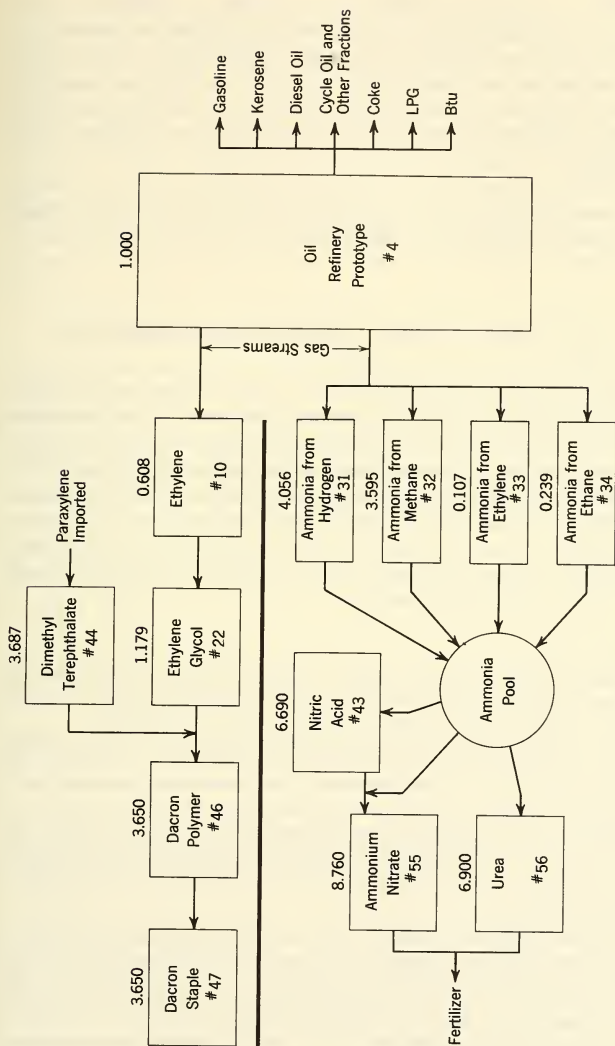 3.650
Dacron
Staple
#47
3.650
Dacron
Polymer
#46
3.687
Dimethyl
Terephthalate
#44
Paraxylene
Imported
1.179
Ethylene
Glycol
#22
0.608
Ethylene
#10
1.000
Oil
Refinery
Prototype
#4
Gas Streams
Gasoline
Kerosene
Diesel Oil
Cycle Oil and
Other Fractions
Coke
LPG
Btu
Fertilizer
8.760
Ammonium
Nitrate
#55
6.900
Urea
#56
6.690
Nitric
Acid
#43
Ammonia
Pool
4.056
Ammonia from
Hydrogen
#31
3.595
Ammonia from
Methane
#32
0.107
Ammonia from
Ethylene
#33
0.239
Ammonia from
Ethane
#34